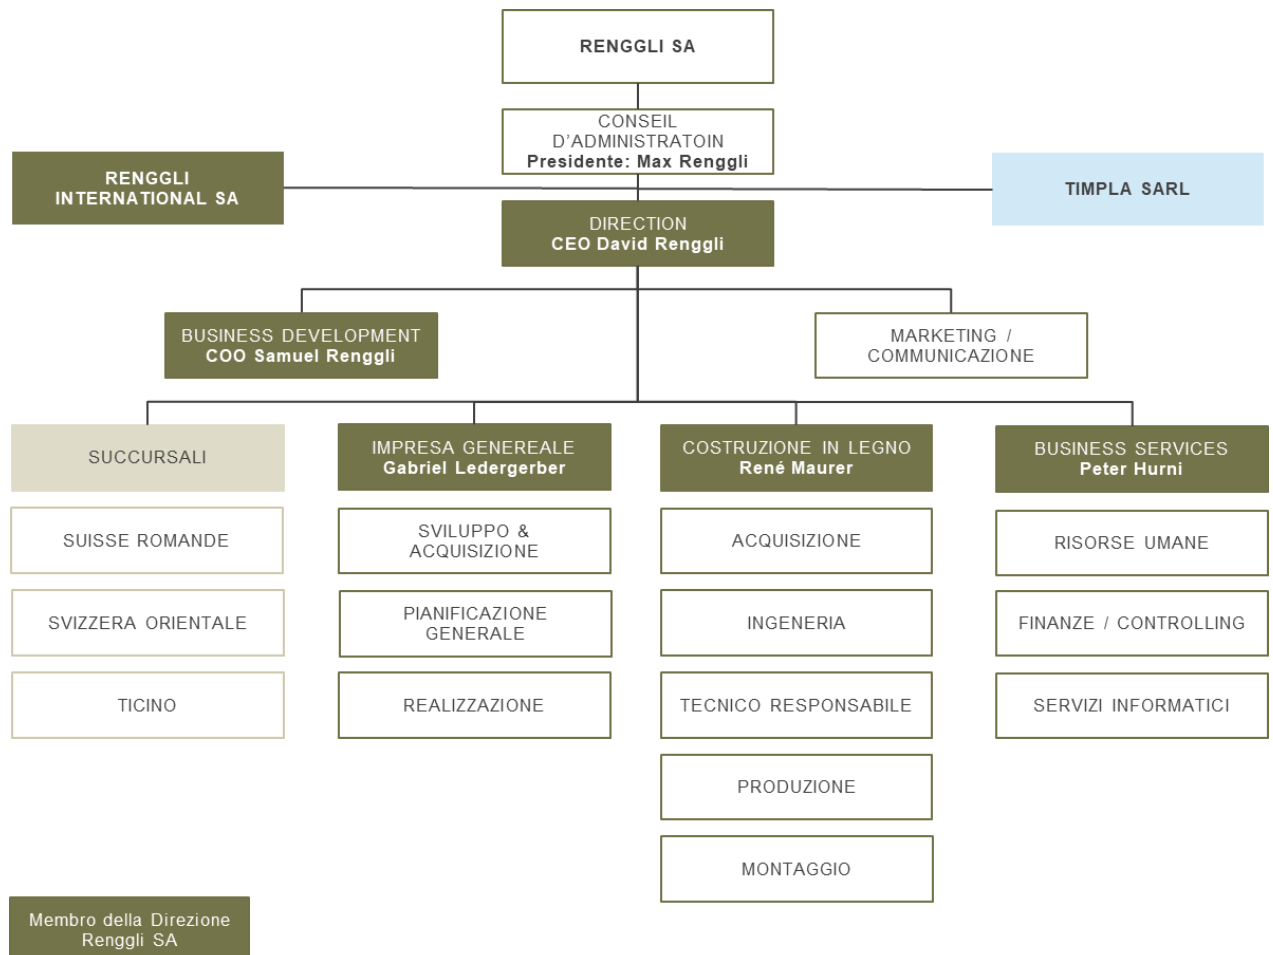 RENGGLI SA
CONSEIL
D'ADMINISTRATOIN
Presidente: Max Renggli
RENGGLI
INTERNATIONAL SA
TIMPLA SARL
DIRECTION
CEO David Renggli
BUSINESS DEVELOPMENT
COO Samuel Renggli
MARKETING /
COMMUNICAZIONE
SUCCURSALI
SUISSE ROMANDE
SVIZZERA ORIENTALE
TICINO
IMPRESA GENEREALE
Gabriel Ledergerber
SVILUPPO &
ACQUISIZIONE
PIANIFICAZIONE
GENERALE
REALIZZAZIONE
COSTRUZIONE IN LEGNO
René Maurer
ACQUISIZIONE
INGENERIA
TECNICO RESPONSABILE
PRODUZIONE
MONTAGGIO
BUSINESS SERVICES
Peter Hurni
RISORSE UMANE
FINANZE / CONTROLLING
SERVIZI INFORMATICI
Membro della Direzione
Renggli SA